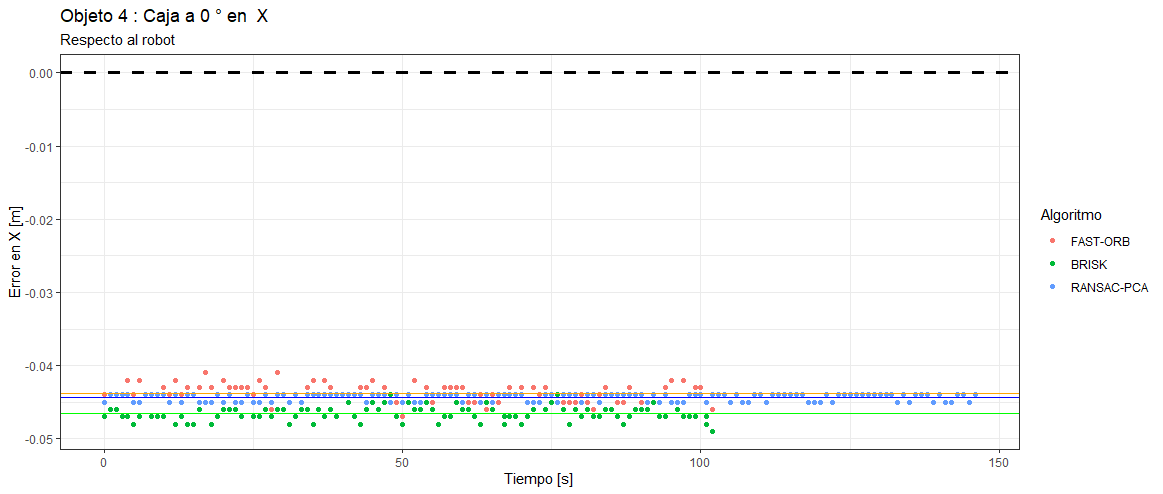 Objeto 4 : Caja a 0 ° en  X
Respecto al robot
Error en X [m]
0.00
-0.01
-0.02
-0.03
-0.04
-0.05
0
50
100
150
Tiempo [s]
Algoritmo
FAST-ORB
BRISK
RANSAC-PCA